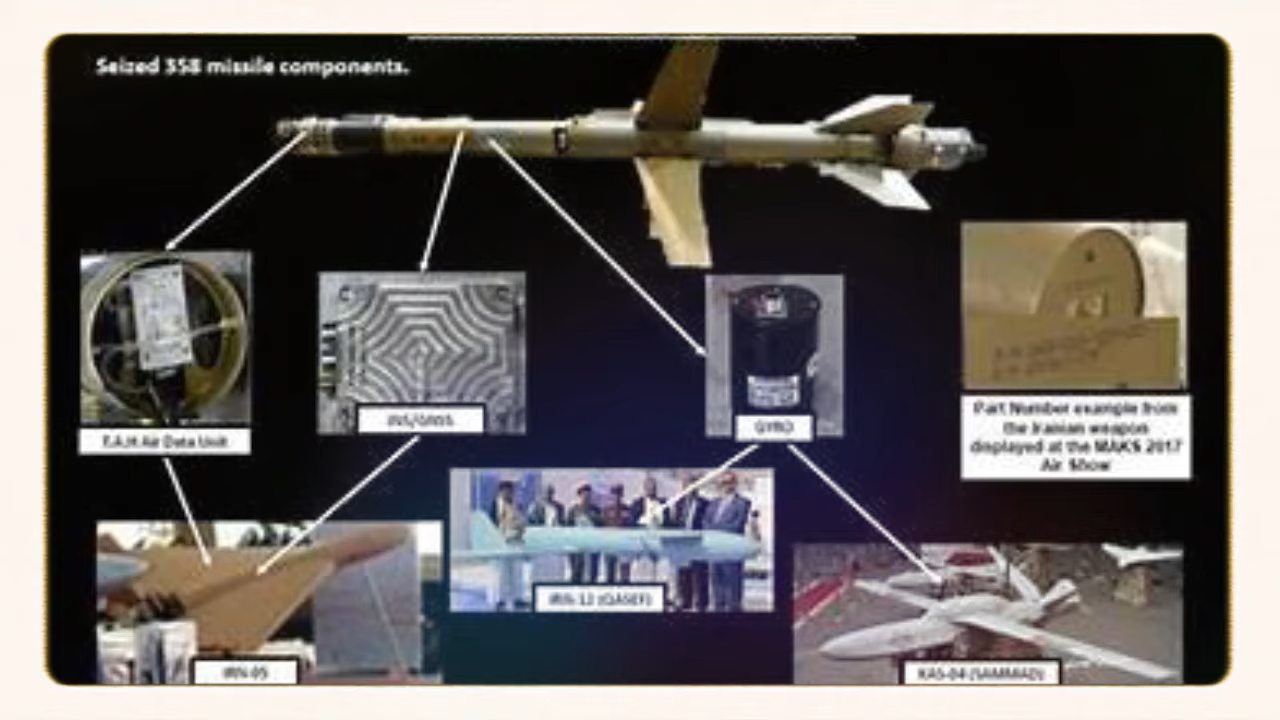 Seized 358 missile components.
T.A.H Air Data Unit
INS/GNSS
GYRO
Part Number example from
the Iranian weapon
displayed at the MAKS 2017
Air Show
IRN-05
IRN-12 (QASEF)
KAS-04 (SAMMAD)